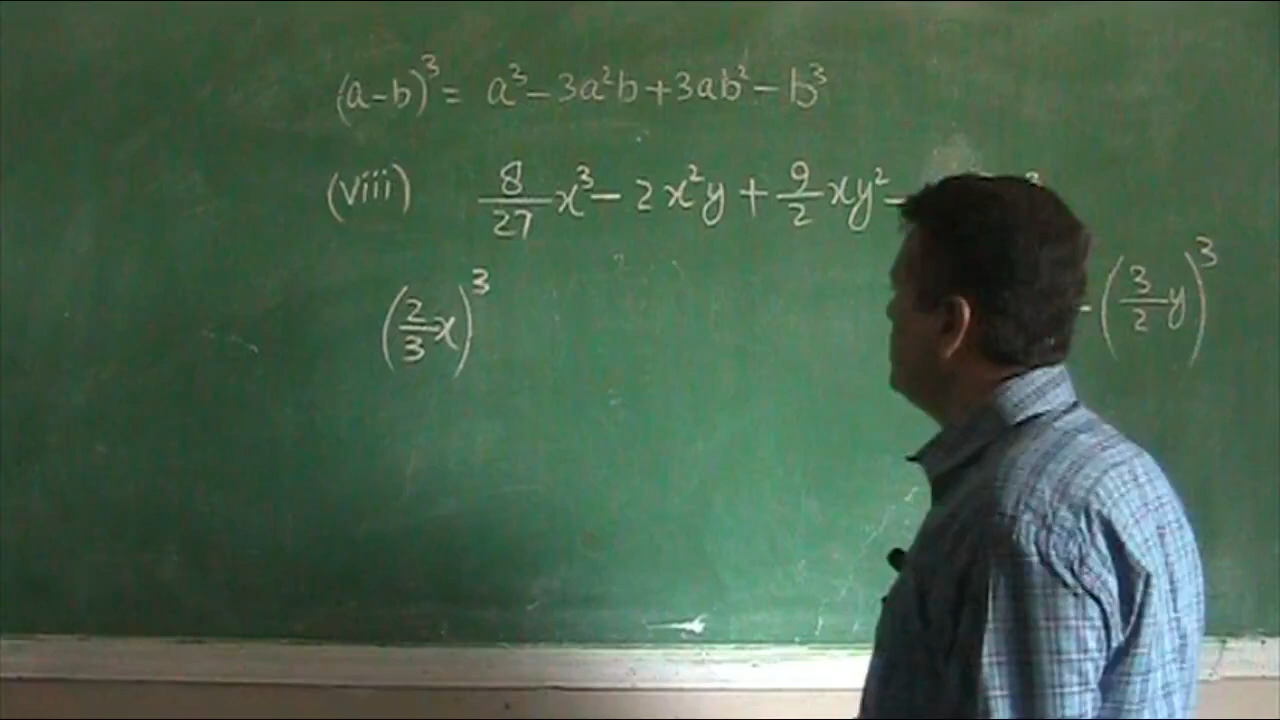 (a-b)³ = a³ - 3a²b + 3ab² - b³
(viii) 8/27 x³ - 2x²y + 9/2 xy² -
(2/3 x)³ - (3/2 y)³